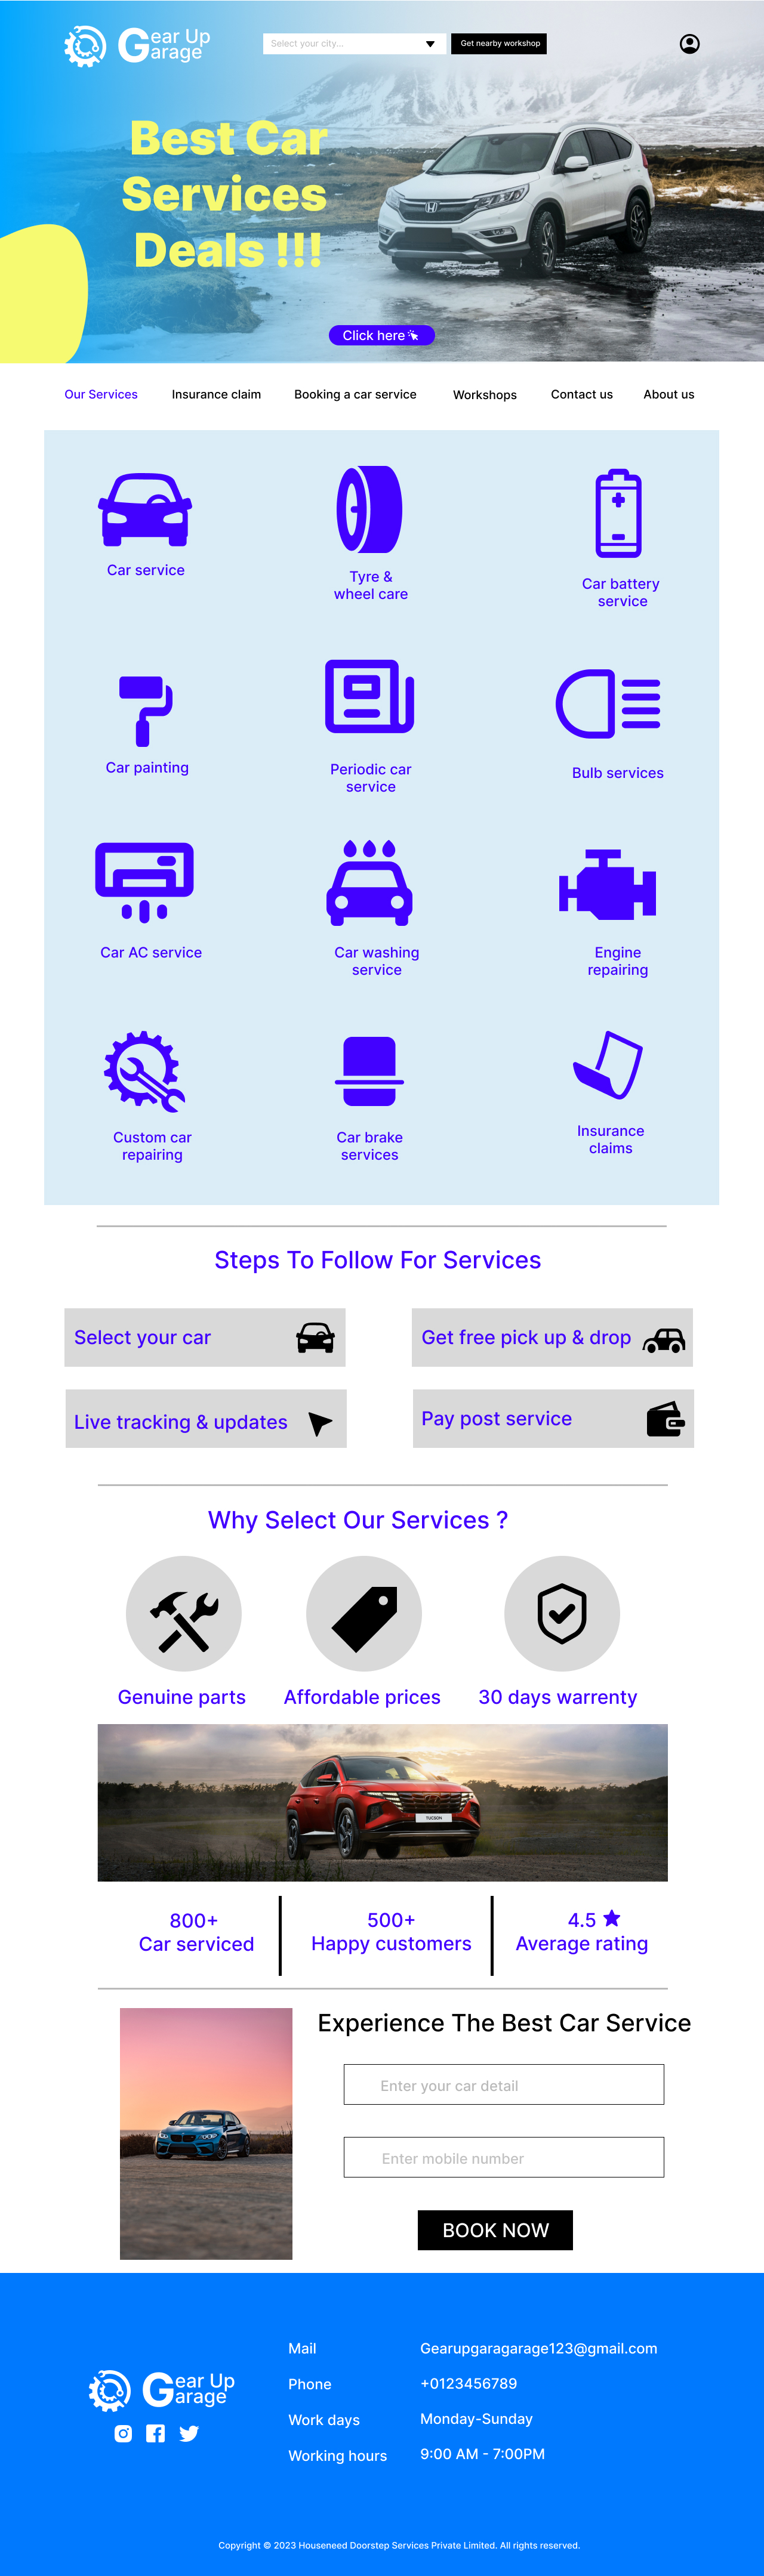 Gear Up
Garage
Select your city...
Get nearby workshop
Best Car
Services
Deals !!!
Click here
Our Services
Insurance claim
Booking a car service
Workshops
Contact us
About us
Car service
Tyre &
wheel care
Car battery
service
Car painting
Periodic car
service
Bulb services
Car AC service
Car washing
service
Engine
repairing
Custom car
repairing
Car brake
services
Insurance
claims
Steps To Follow For Services
Select your car
Get free pick up & drop
Live tracking & updates
Pay post service
Why Select Our Services ?
Genuine parts
Affordable prices
30 days warrenty
TUCSON
800+
Car serviced
500+
Happy customers
4.5
Average rating
Experience The Best Car Service
Enter your car detail
Enter mobile number
BOOK NOW
Gear Up
Garage
Mail
Gearupgaragarage123@gmail.com
Phone
+0123456789
Work days
Monday-Sunday
Working hours
9:00 AM - 7:00PM
Copyright © 2023 Houseneed Doorstep Services Private Limited. All rights reserved.